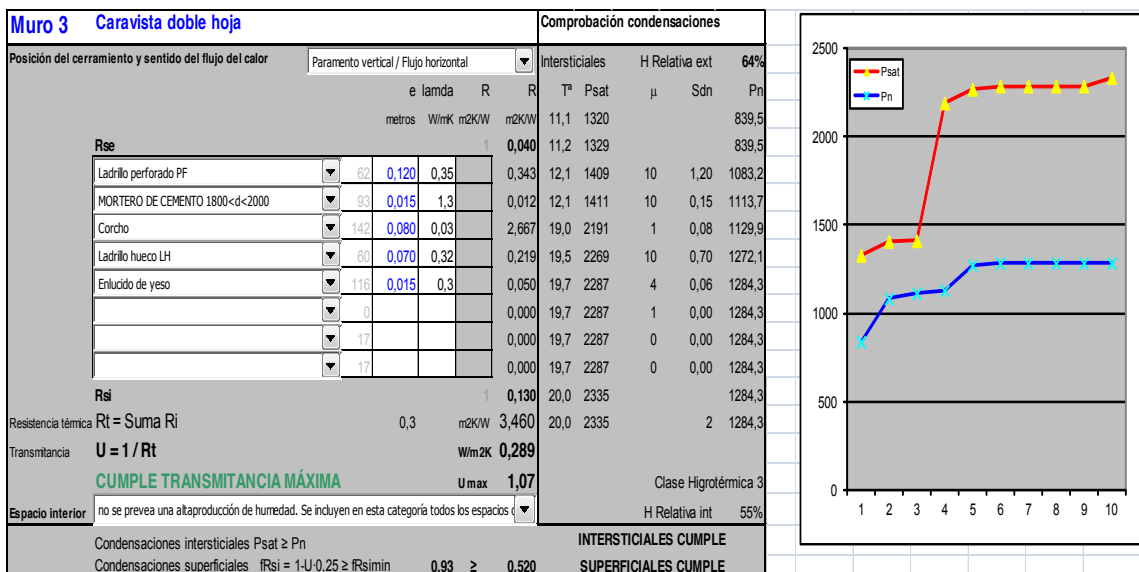 Muro 3 Caravista doble hoja Comprobación condensaciones
Posición del cerramiento y sentido del flujo del calor Paramento vertical / Flujo horizontal Intersticiales H Relativa ext 64%
e lamda R R Tª Psat μ Sdn Pn
metros W/mK m2K/W m2K/W 11,1 1320 839,5
Rse 1 0,040 11,2 1329 839,5
Ladrillo perforado PF 62 0,120 0,35 0,343 12,1 1409 10 1,20 1083,2
MORTERO DE CEMENTO 1800<d<2000 93 0,015 1,3 0,012 12,1 1411 10 0,15 1113,7
Corcho 142 0,080 0,03 2,667 19,0 2191 1 0,08 1129,9
Ladrillo hueco LH 60 0,070 0,32 0,219 19,5 2269 10 0,70 1272,1
Enlucido de yeso 116 0,015 0,3 0,050 19,7 2287 4 0,06 1284,3
0 0,000 19,7 2287 1 0,00 1284,3
17 0,000 19,7 2287 0 0,00 1284,3
17 0,000 19,7 2287 0 0,00 1284,3
Rsi 1 0,130 20,0 2335 1284,3
Resistencia térmica Rt = Suma Ri 0,3 m2K/W 3,460 20,0 2335 2 1284,3
Transmitancia U = 1 / Rt W/m2K 0,289
CUMPLE TRANSMITANCIA MÁXIMA U max 1,07 Clase Higrotérmica 3
Espacio interior no se prevea una altaproducción de humedad. Se incluyen en esta categoría todos los espacios H Relativa int 55%
Condensaciones intersticiales Psat ≥ Pn INTERSTICIALES CUMPLE
Condensaciones superficiales fRsi = 1-U·0,25 ≥ fRsimin 0,93 ≥ 0,520 SUPERFICIALES CUMPLE
2500
2000
1500
1000
500
0
1 2 3 4 5 6 7 8 9 10
Psat
Pn